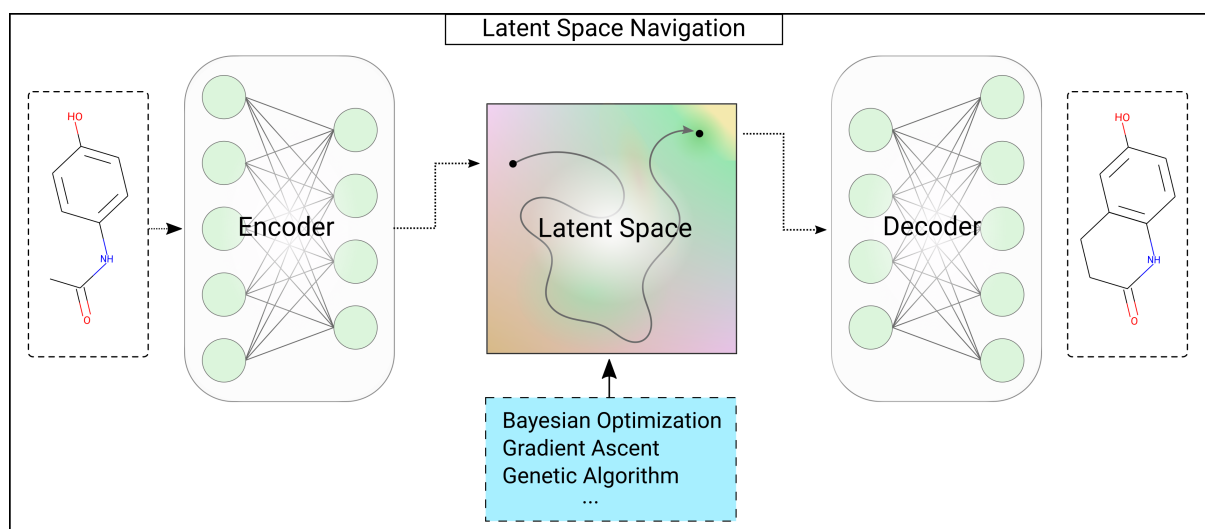 Latent Space Navigation
HO
NH
O
Encoder
Latent Space
Bayesian Optimization
Gradient Ascent
Genetic Algorithm
...
Decoder
HO
NH
O